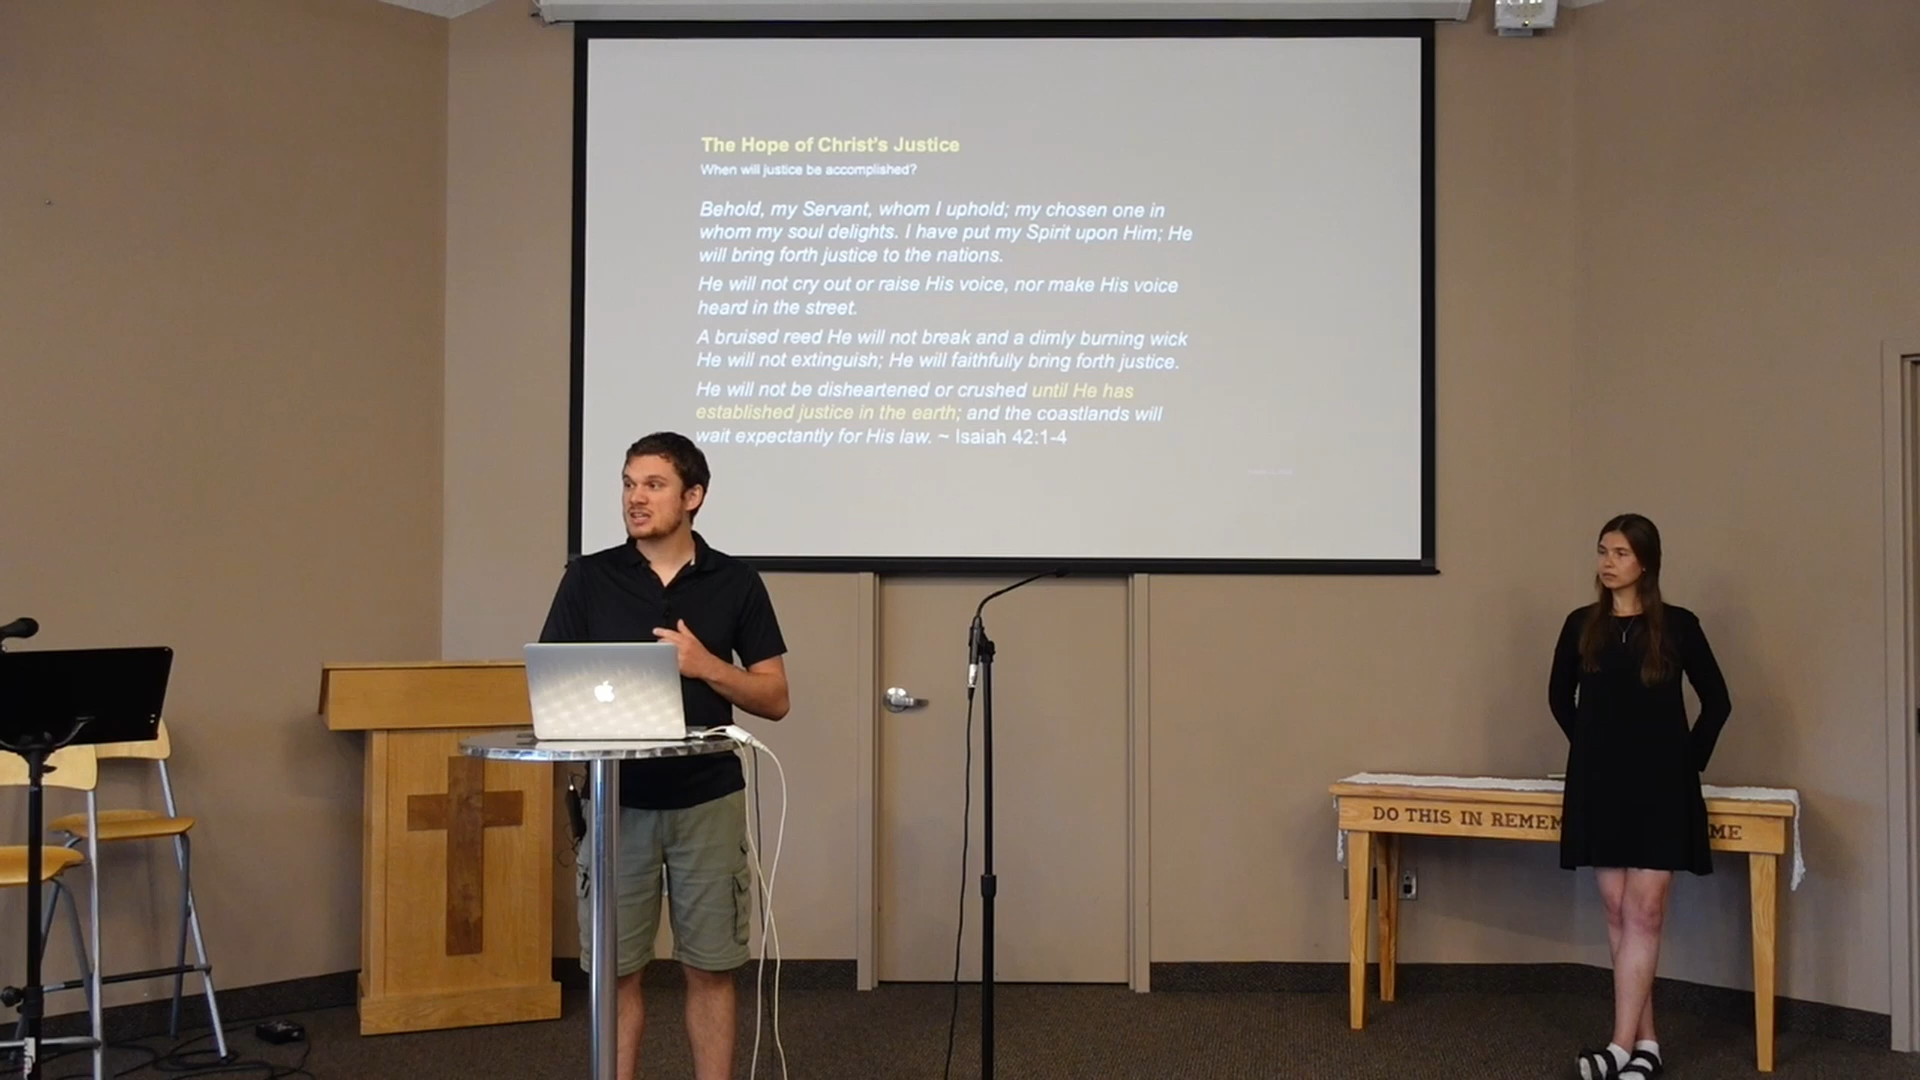 The Hope of Christ's Justice
When will justice be accomplished?
Behold, my Servant, whom I uphold; my chosen one in
whom my soul delights. I have put my Spirit upon Him; He
will bring forth justice to the nations.
He will not cry out or raise His voice, nor make His voice
heard in the street.
A bruised reed He will not break and a dimly burning wick
He will not extinguish; He will faithfully bring forth justice.
He will not be disheartened or crushed until He has
established justice in the earth; and the coastlands will
wait expectantly for His law. ~ Isaiah 42:1-4
DO THIS IN REMEM ME